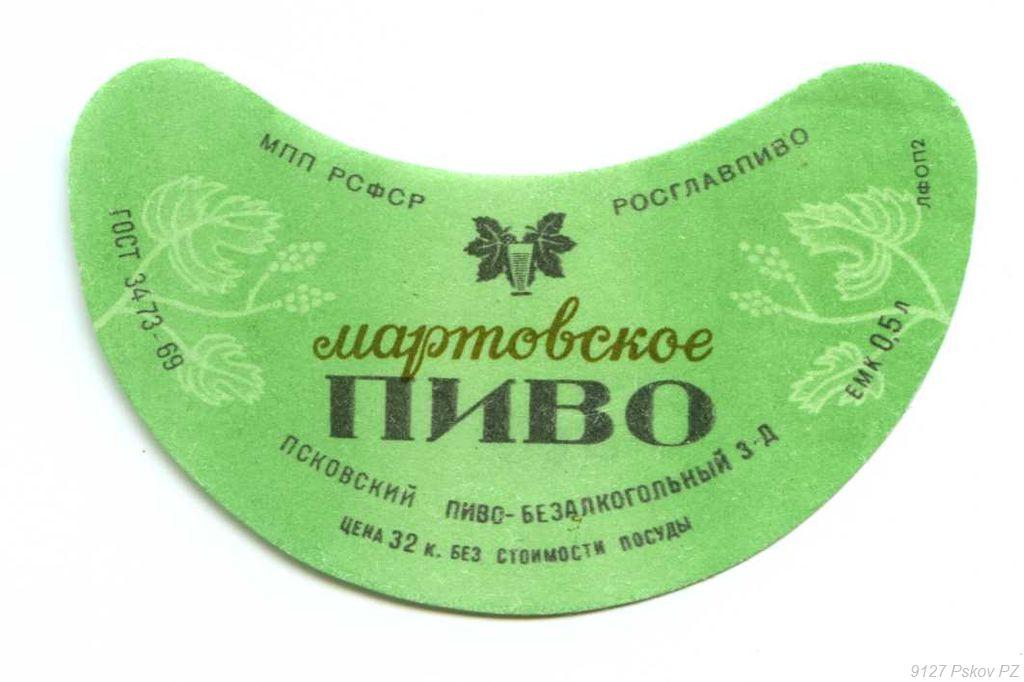 МПП РСФСР РОСГЛАВПИВО
ЛФОП2
ГОСТ 3473-69
мартовское
ПИВО
ЕМК 0,5 л
ПСКОВСКИЙ ПИВО-БЕЗАЛКОГОЛЬНЫЙ З-Д
ЦЕНА 32 к. БЕЗ СТОИМОСТИ ПОСУДЫ
9127 Pskov PZ